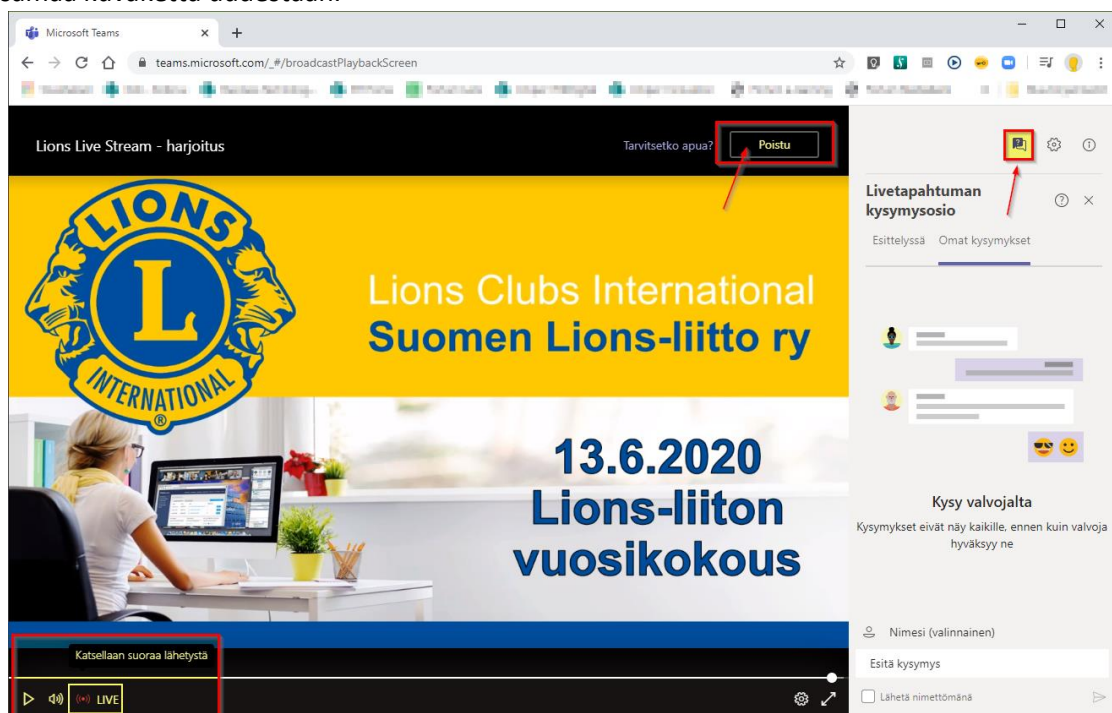 Microsoft Teams
teams.microsoft.com/_#/broadcastPlaybackScreen
Lions Live Stream - harjoitus
Tarvitsetko apua?
Poistu
LIONS
L
INTERNATIONAL
®
Lions Clubs International
Suomen Lions-liitto ry
13.6.2020
Lions-liiton
vuosikokous
Katsellaan suoraa lähetystä
LIVE
Livetapahtuman
kysymysosio
Esittelyssä Omat kysymykset
Kysy valvojalta
Kysymykset eivät näy kaikille, ennen kuin valvoja
hyväksyy ne
Nimesi (valinnainen)
Esitä kysymys
Lähetä nimettömänä